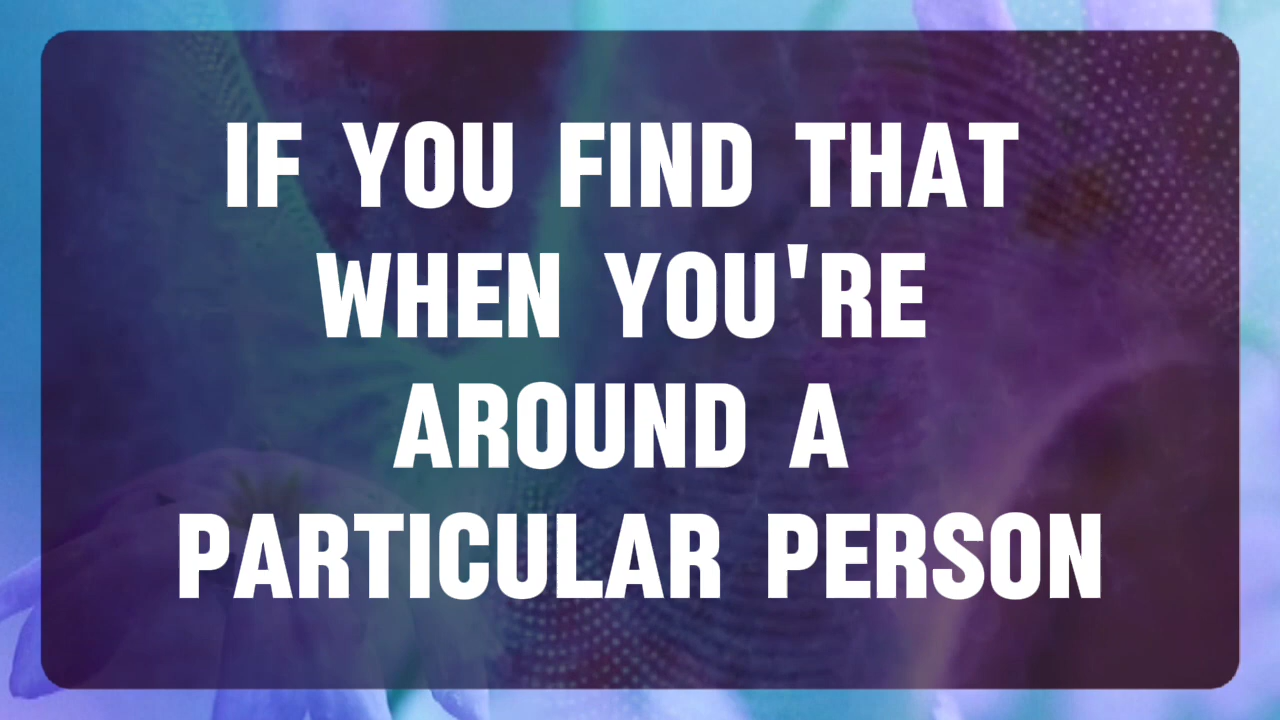 IF YOU FIND THAT
WHEN YOU'RE
AROUND A
PARTICULAR PERSON